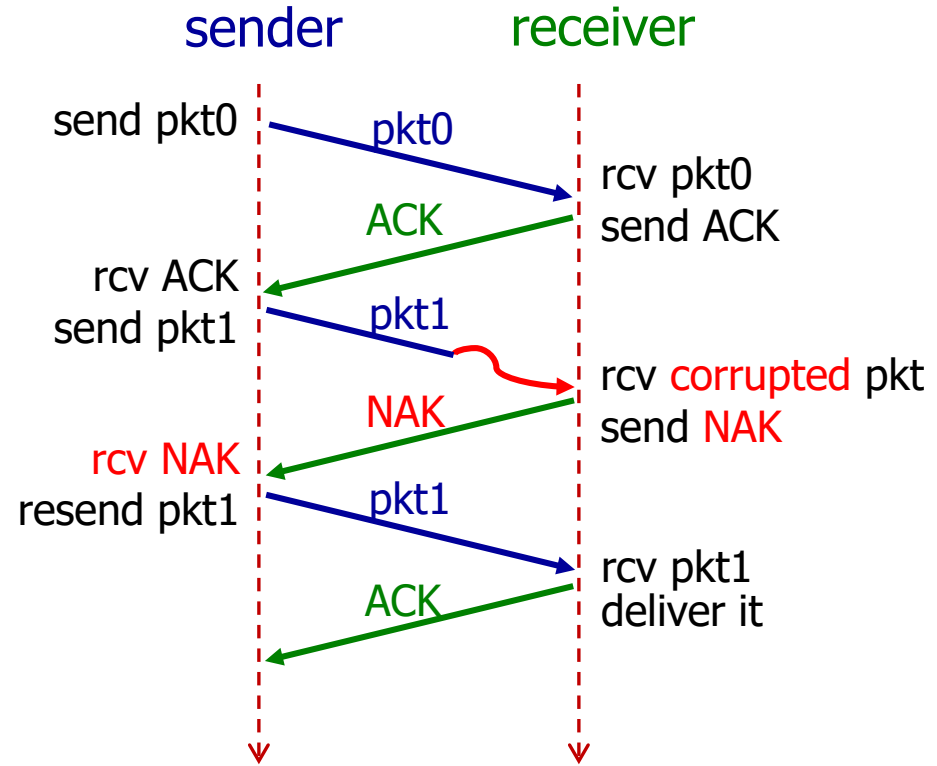 sender receiver
send pkt0
pkt0
rcv pkt0
send ACK
ACK
rcv ACK
send pkt1
pkt1
rcv corrupted pkt
send NAK
NAK
rcv NAK
resend pkt1
pkt1
rcv pkt1
deliver it
ACK